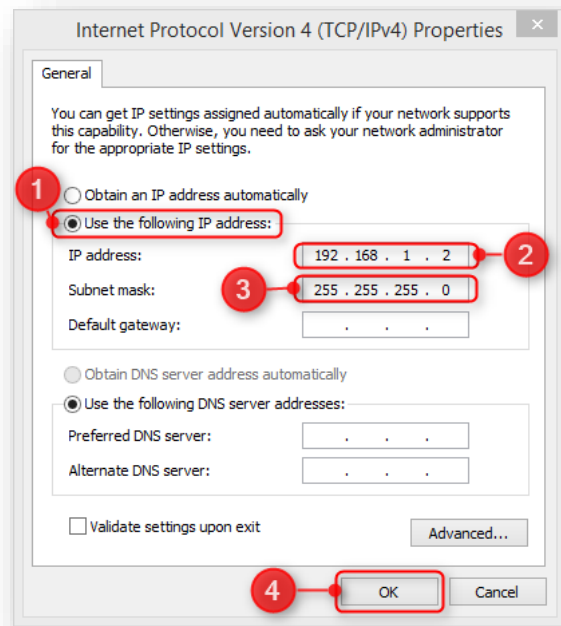 Internet Protocol Version 4 (TCP/IPv4) Properties
×
General
You can get IP settings assigned automatically if your network supports
this capability. Otherwise, you need to ask your network administrator
for the appropriate IP settings.
1
Obtain an IP address automatically
Use the following IP address:
IP address: 192 . 168 . 1 . 2
2
Subnet mask: 3 255 . 255 . 255 . 0
Default gateway: . . .
Obtain DNS server address automatically
Use the following DNS server addresses:
Preferred DNS server: . . .
Alternate DNS server: . . .
Validate settings upon exit
Advanced...
4
OK
Cancel